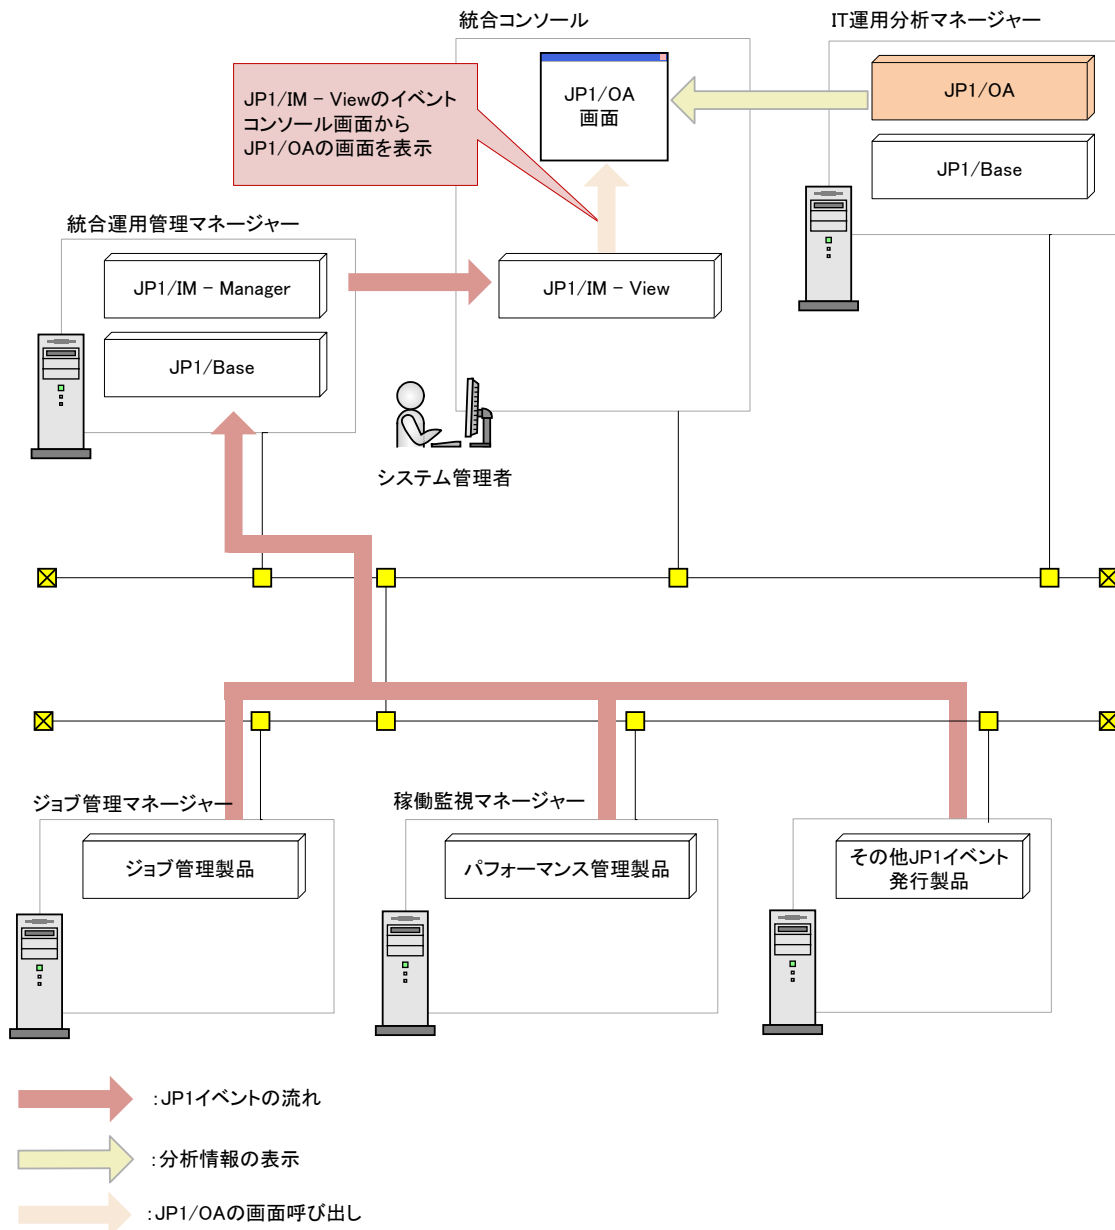 統合コンソール
IT運用分析マネージャー
JP1/IM - Viewのイベント
コンソール画面から
JP1/OAの画面を表示
JP1/OA
画面
JP1/OA
JP1/Base
統合運用管理マネージャー
JP1/IM - Manager
JP1/Base
JP1/IM - View
システム管理者
ジョブ管理マネージャー
稼働監視マネージャー
ジョブ管理製品
パフォーマンス管理製品
その他JP1イベント
発行製品
:JP1イベントの流れ
:分析情報の表示
:JP1/OAの画面呼び出し